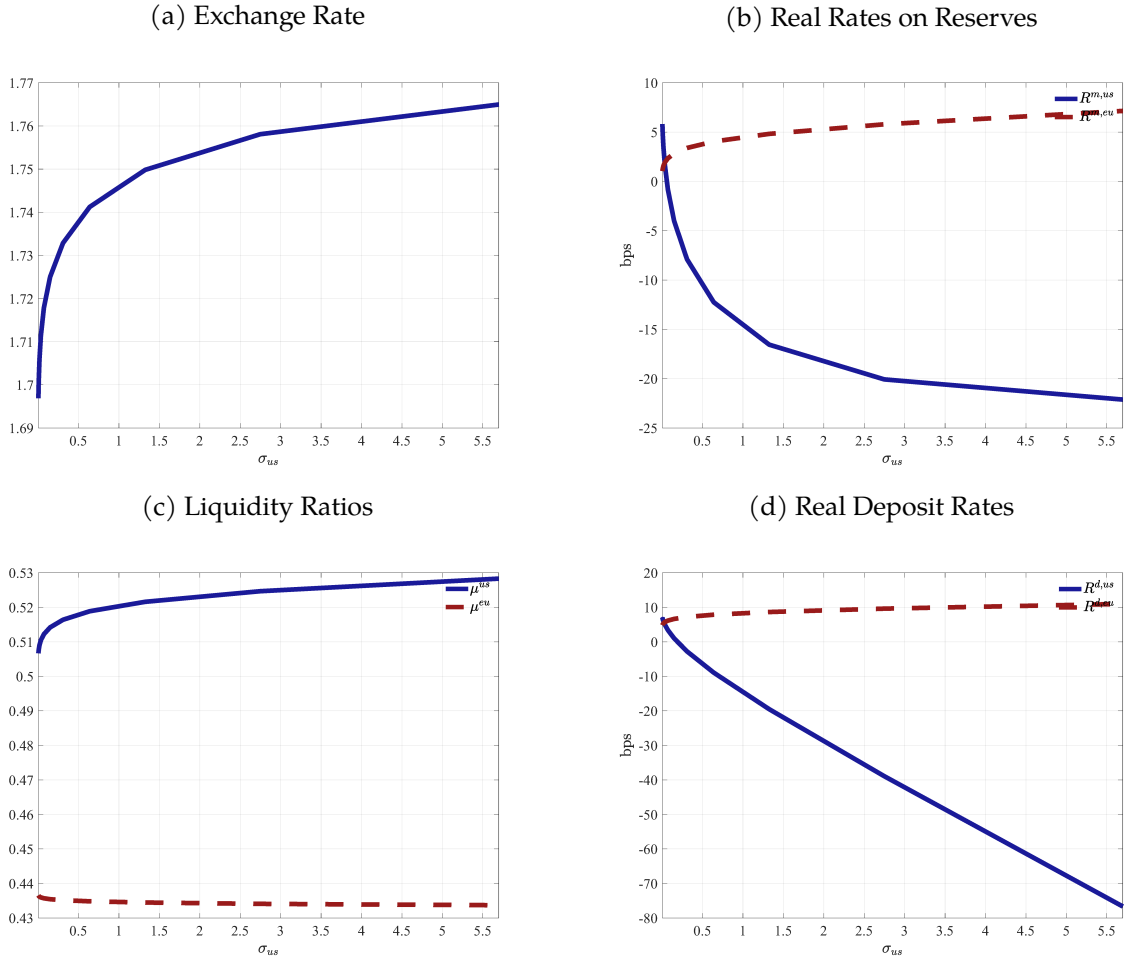 (a) Exchange Rate
1.77
1.76
1.75
1.74
1.73
1.72
1.71
1.7
1.69
0.5 1 1.5 2 2.5 3 3.5 4 4.5 5 5.5
σus
(b) Real Rates on Reserves
10
5
0
-5
-10
-15
-20
-25
bps
R^m,us
R^m,eu
0.5 1 1.5 2 2.5 3 3.5 4 4.5 5 5.5
σus
(c) Liquidity Ratios
0.53
0.52
0.51
0.5
0.49
0.48
0.47
0.46
0.45
0.44
0.43
μ^us
μ^eu
0.5 1 1.5 2 2.5 3 3.5 4 4.5 5 5.5
σus
(d) Real Deposit Rates
20
10
0
-10
-20
-30
-40
-50
-60
-70
-80
bps
R^d,us
R^d,eu
0.5 1 1.5 2 2.5 3 3.5 4 4.5 5 5.5
σus